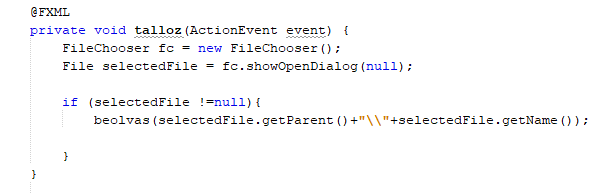 @FXML
private void talloz(ActionEvent event) {
FileChooser fc = new FileChooser();
File selectedFile = fc.showOpenDialog(null);
if (selectedFile !=null){
beolvas(selectedFile.getParent()+"\\"+selectedFile.getName());
}
}